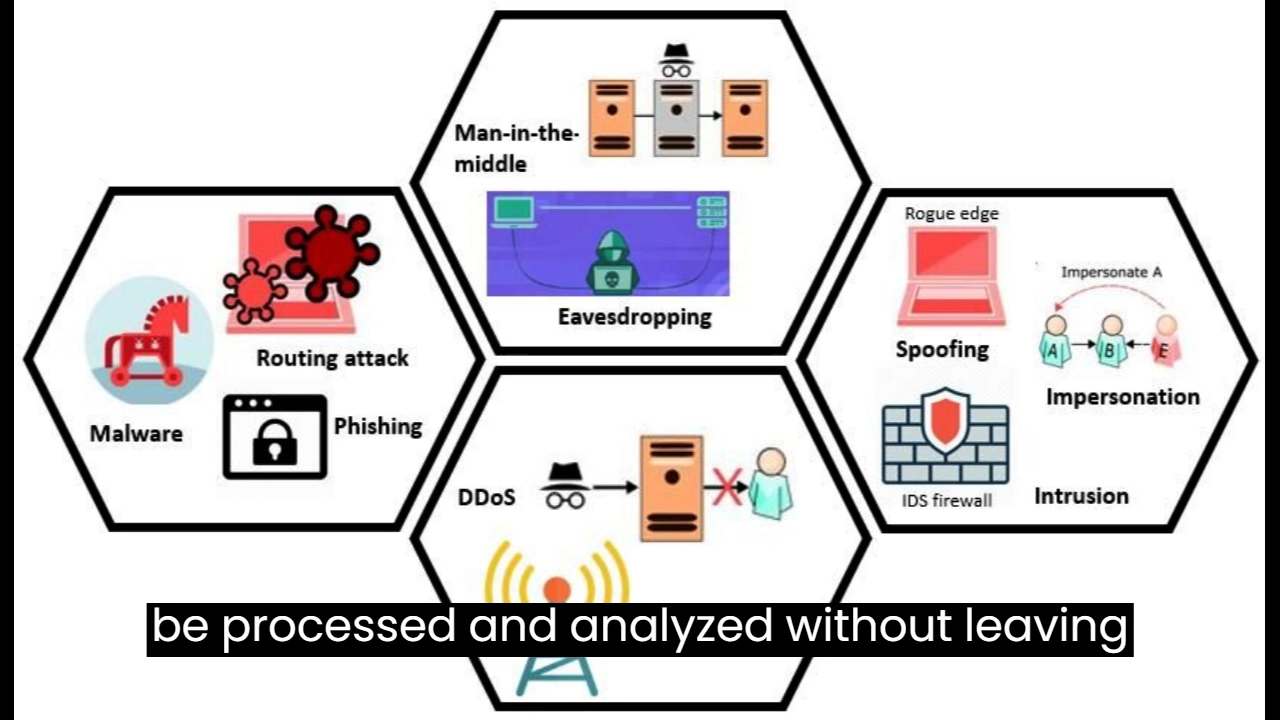 Man-in-the-
middle
Eavesdropping
Routing attack
Malware
Phishing
Rogue edge
Impersonate A
A
B
E
Spoofing
Impersonation
IDS firewall
Intrusion
DDoS
be processed and analyzed without leaving